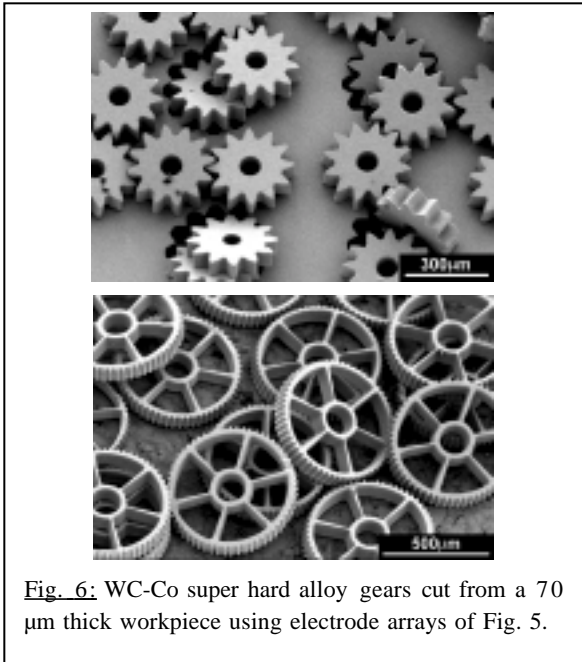 300µm
500µm
Fig. 6: WC-Co super hard alloy gears cut from a 70
µm thick workpiece using electrode arrays of Fig. 5.